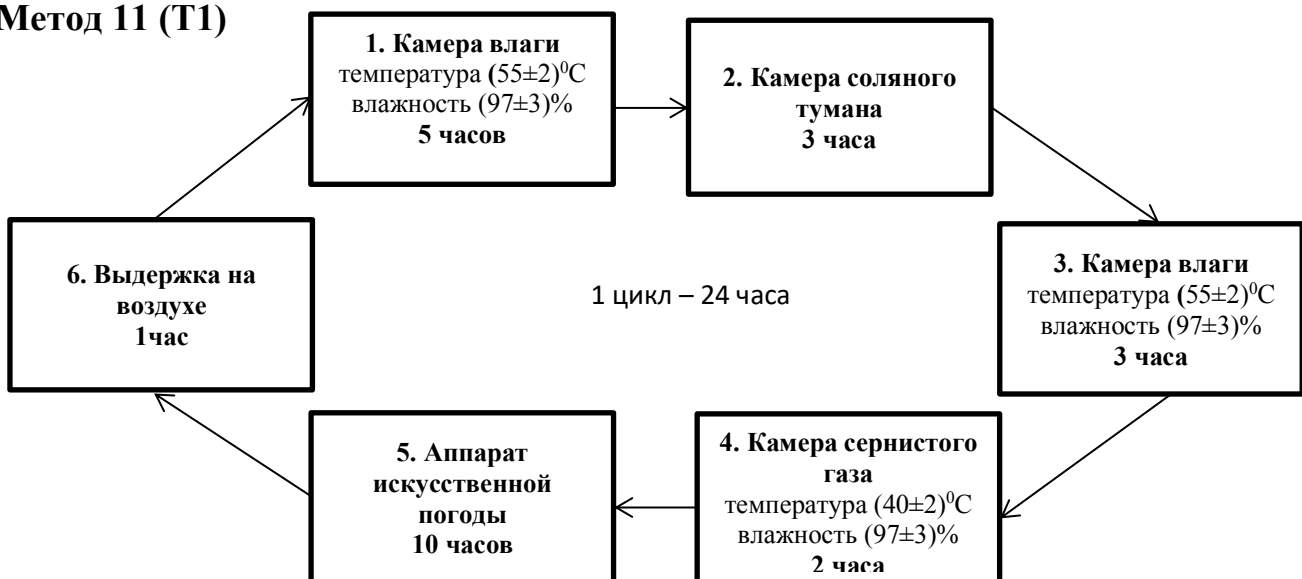 Метод 11 (Т1)
1. Камера влаги
температура (55±2)⁰С
влажность (97±3)%
5 часов
2. Камера соляного
тумана
3 часа
3. Камера влаги
температура (55±2)⁰С
влажность (97±3)%
3 часа
4. Камера сернистого
газа
температура (40±2)⁰С
влажность (97±3)%
2 часа
5. Аппарат
искусственной
погоды
10 часов
6. Выдержка на
воздухе
1час
1 цикл – 24 часа